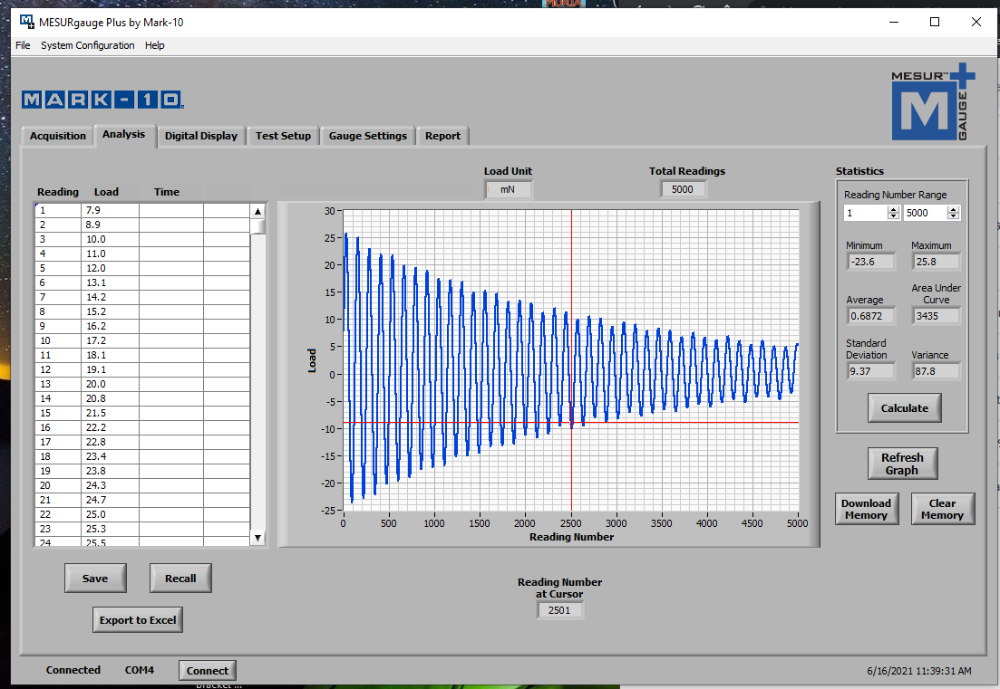 MESURgauge Plus by Mark-10
File System Configuration Help
MARK-10
MESUR™
M
GAUGE
Acquisition Analysis Digital Display Test Setup Gauge Settings Report
Load Unit
mN
Total Readings
5000
Reading Load Time
1 7.9
2 8.9
3 10.0
4 11.0
5 12.0
6 13.1
7 14.2
8 15.2
9 16.2
10 17.2
11 18.1
12 19.1
13 20.0
14 20.8
15 21.5
16 22.2
17 22.8
18 23.4
19 23.8
20 24.3
21 24.7
22 25.0
23 25.3
24 25.5
Load
30
25
20
15
10
5
0
-5
-10
-15
-20
-25
0 500 1000 1500 2000 2500 3000 3500 4000 4500 5000
Reading Number
Statistics
Reading Number Range
1 5000
Minimum Maximum
-23.6 25.8
Average Area Under
Curve
0.6872 3435
Standard
Deviation Variance
9.37 87.8
Calculate
Refresh
Graph
Download
Memory
Clear
Memory
Save Recall
Export to Excel
Reading Number
at Cursor
2501
Connected COM4 Connect
6/16/2021 11:39:31 AM
bracket ...